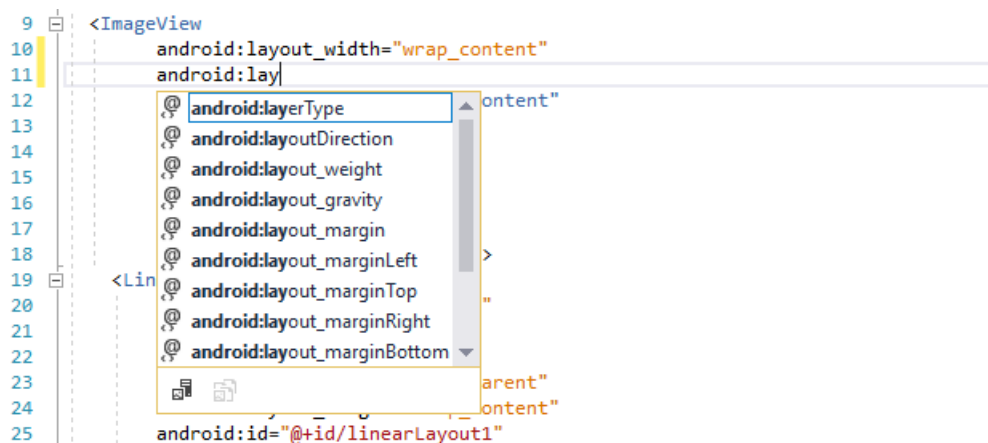 9 <ImageView
10 android:layout_width="wrap_content"
11 android:lay
12 ontent"
android:layerType
13
android:layoutDirection
14
15
android:layout_weight
16
android:layout_gravity
17
android:layout_margin
18 >
android:layout_marginLeft
19 <Lin
android:layout_marginTop
20 "
21
android:layout_marginRight
22
android:layout_marginBottom
23 arent"
24 ontent"
25 android:id="@+id/linearLayout1"